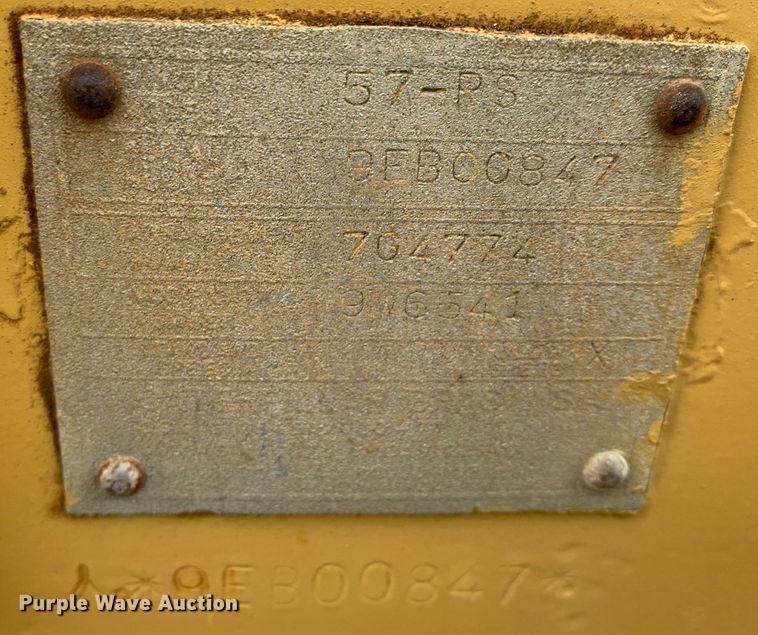 57-PS
9EB00847
7G4774
9W6541
X
*9EB00847*
Purple Wave Auction